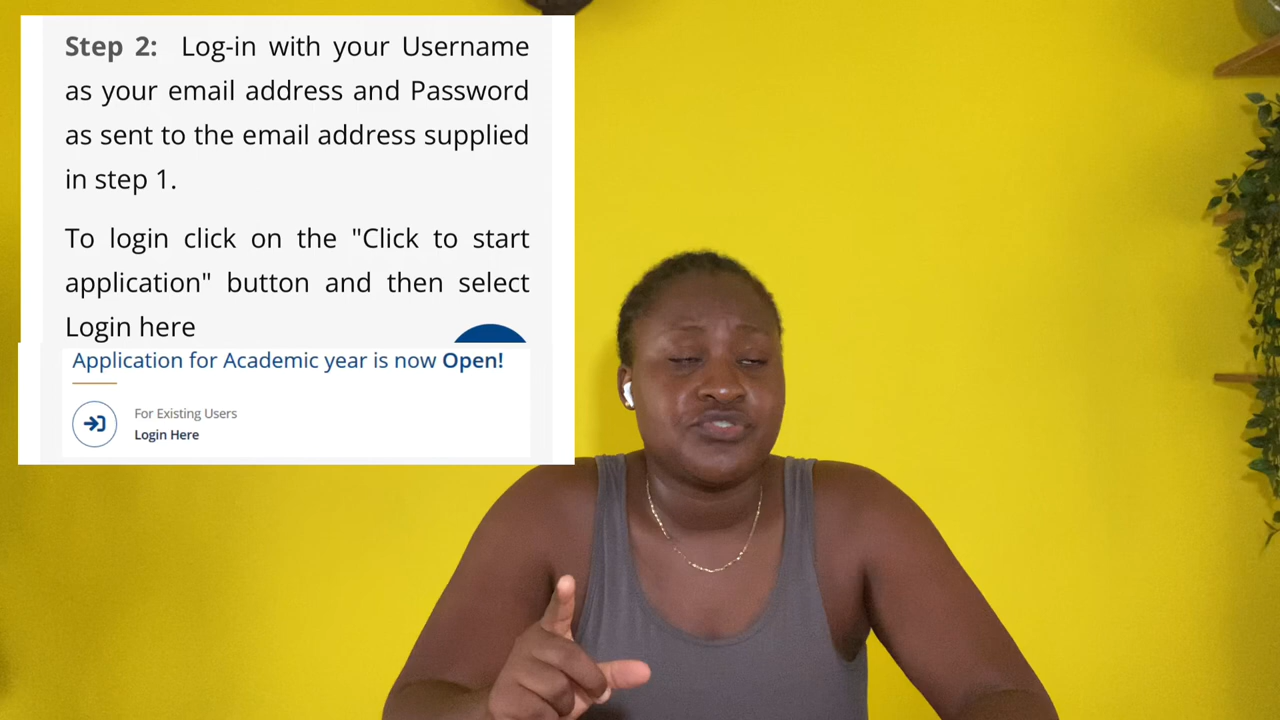 Step 2: Log-in with your Username
as your email address and Password
as sent to the email address supplied
in step 1.
To login click on the "Click to start
application" button and then select
Login here
Application for Academic year is now Open!
For Existing Users
Login Here